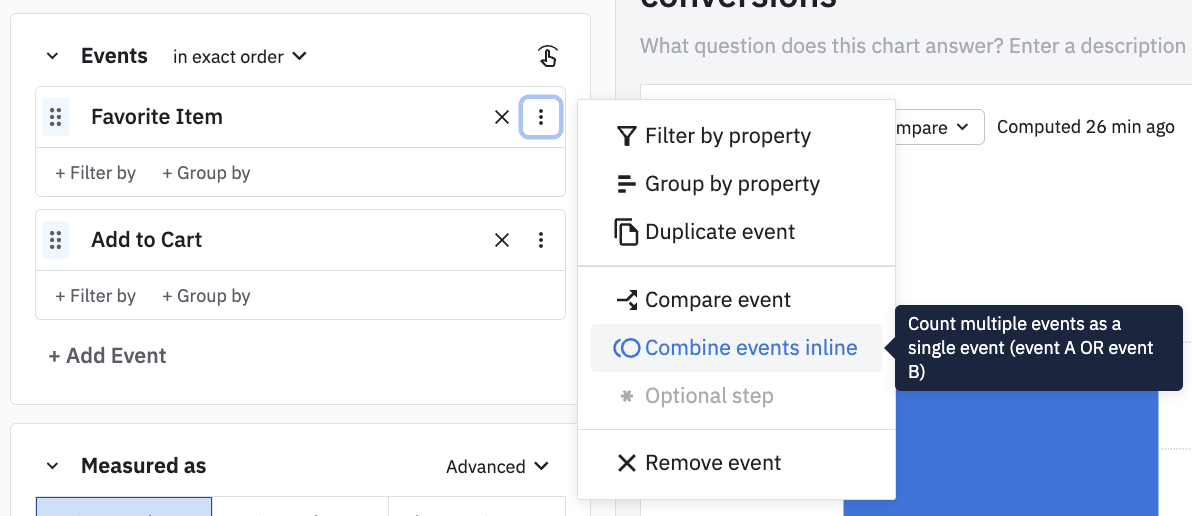 conversions
What question does this chart answer? Enter a description
Events in exact order
Favorite Item
+ Filter by + Group by
Add to Cart
+ Filter by + Group by
+ Add Event
Measured as Advanced
Filter by property
Group by property
Duplicate event
Compare event
Combine events inline
Optional step
Remove event
mpare Computed 26 min ago
Count multiple events as a
single event (event A OR event
B)